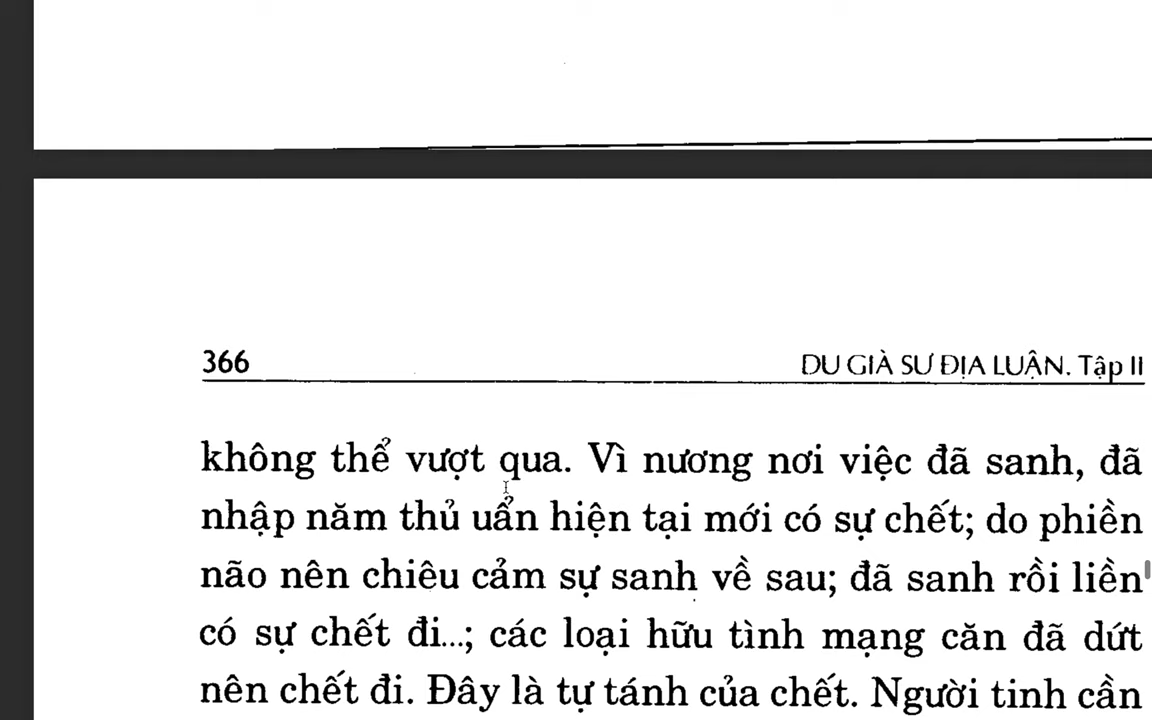 366
DU GIÀ SƯ ĐỊA LUẬN. Tập II
không thể vượt qua. Vì nương nơi việc đã sanh, đã
nhập năm thủ uẩn hiện tại mới có sự chết; do phiền
não nên chiêu cảm sự sanh về sau; đã sanh rồi liền
có sự chết đi...; các loại hữu tình mạng căn đã dứt
nên chết đi. Đây là tự tánh của chết. Người tinh cần